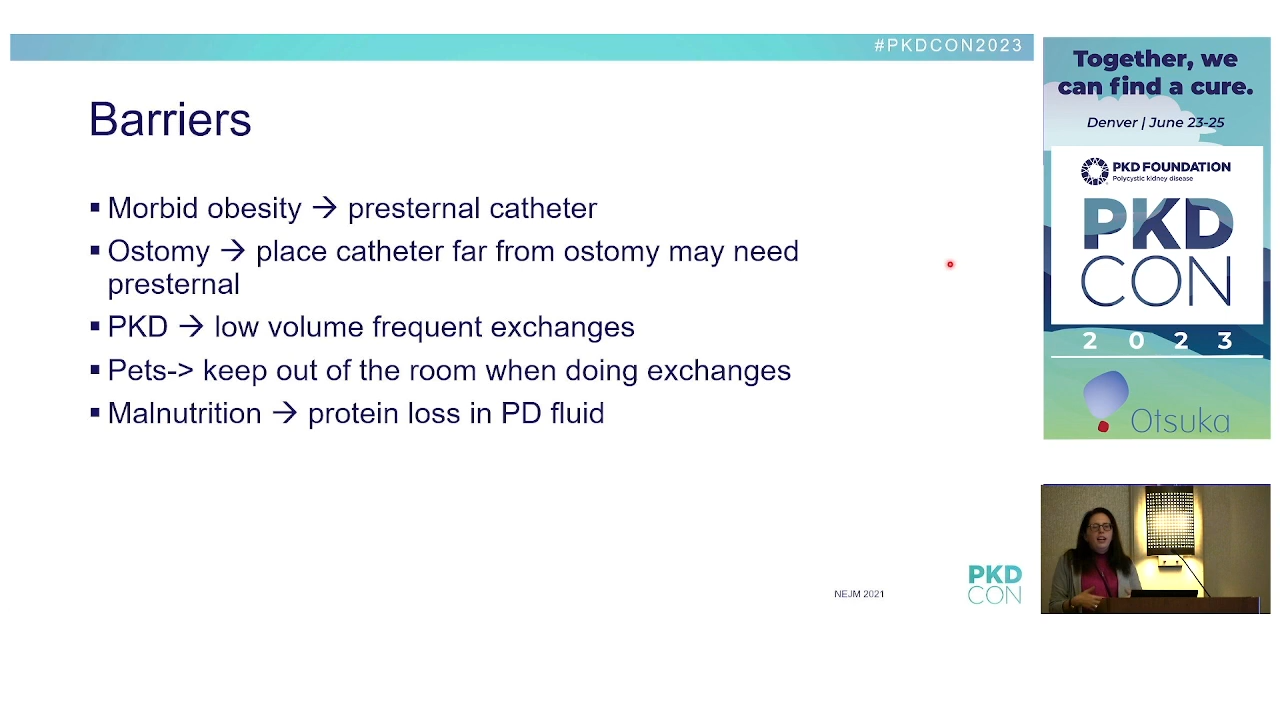 #PKDCON2023
Barriers
▪ Morbid obesity → presternal catheter
▪ Ostomy → place catheter far from ostomy may need
presternal
▪ PKD → low volume frequent exchanges
▪ Pets-> keep out of the room when doing exchanges
▪ Malnutrition → protein loss in PD fluid
NEJM 2021
PKD
CON
Together, we
can find a cure.
Denver | June 23-25
PKD FOUNDATION
Polycystic kidney disease
PKD
CON
2 0 2 3
Otsuka